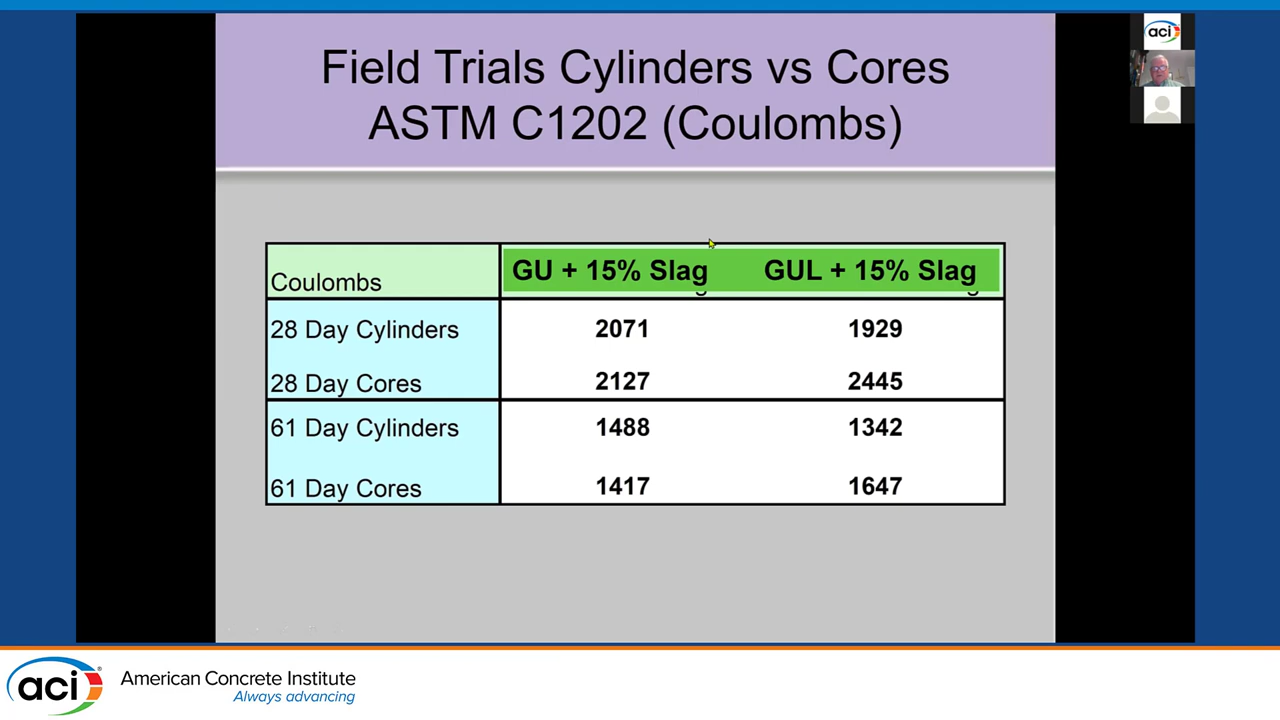 Field Trials Cylinders vs Cores
ASTM C1202 (Coulombs)
aci
Coulombs GU + 15% Slag GUL + 15% Slag
28 Day Cylinders 2071 1929
28 Day Cores 2127 2445
61 Day Cylinders 1488 1342
61 Day Cores 1417 1647
aci®
American Concrete Institute
Always advancing